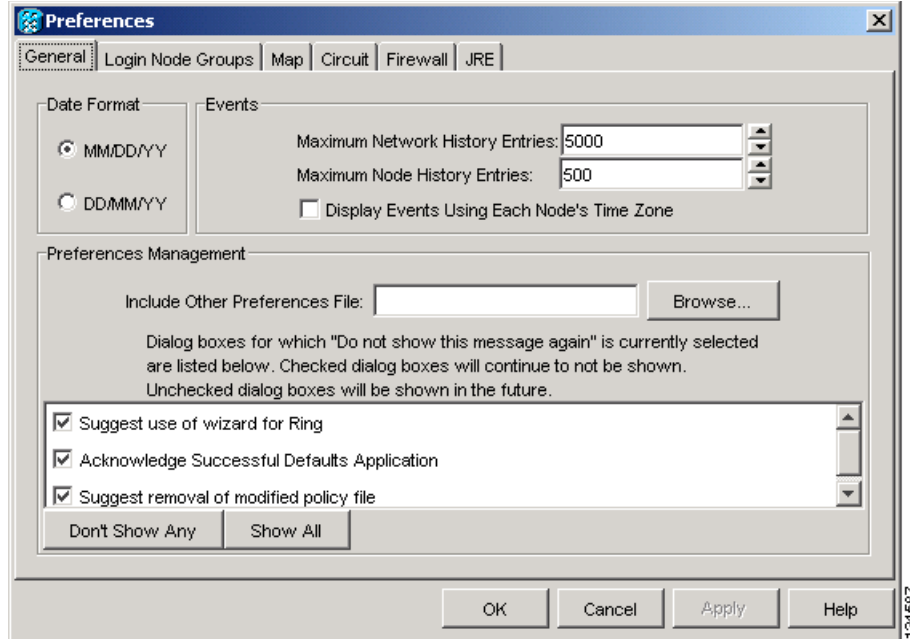 Preferences
General Login Node Groups Map Circuit Firewall JRE
Date Format
MM/DD/YY
DD/MM/YY
Events
Maximum Network History Entries: 5000
Maximum Node History Entries: 500
Display Events Using Each Node's Time Zone
Preferences Management
Include Other Preferences File: Browse...
Dialog boxes for which "Do not show this message again" is currently selected
are listed below. Checked dialog boxes will continue to not be shown.
Unchecked dialog boxes will be shown in the future.
Suggest use of wizard for Ring
Acknowledge Successful Defaults Application
Suggest removal of modified policy file
Don't Show Any Show All
OK Cancel Apply Help